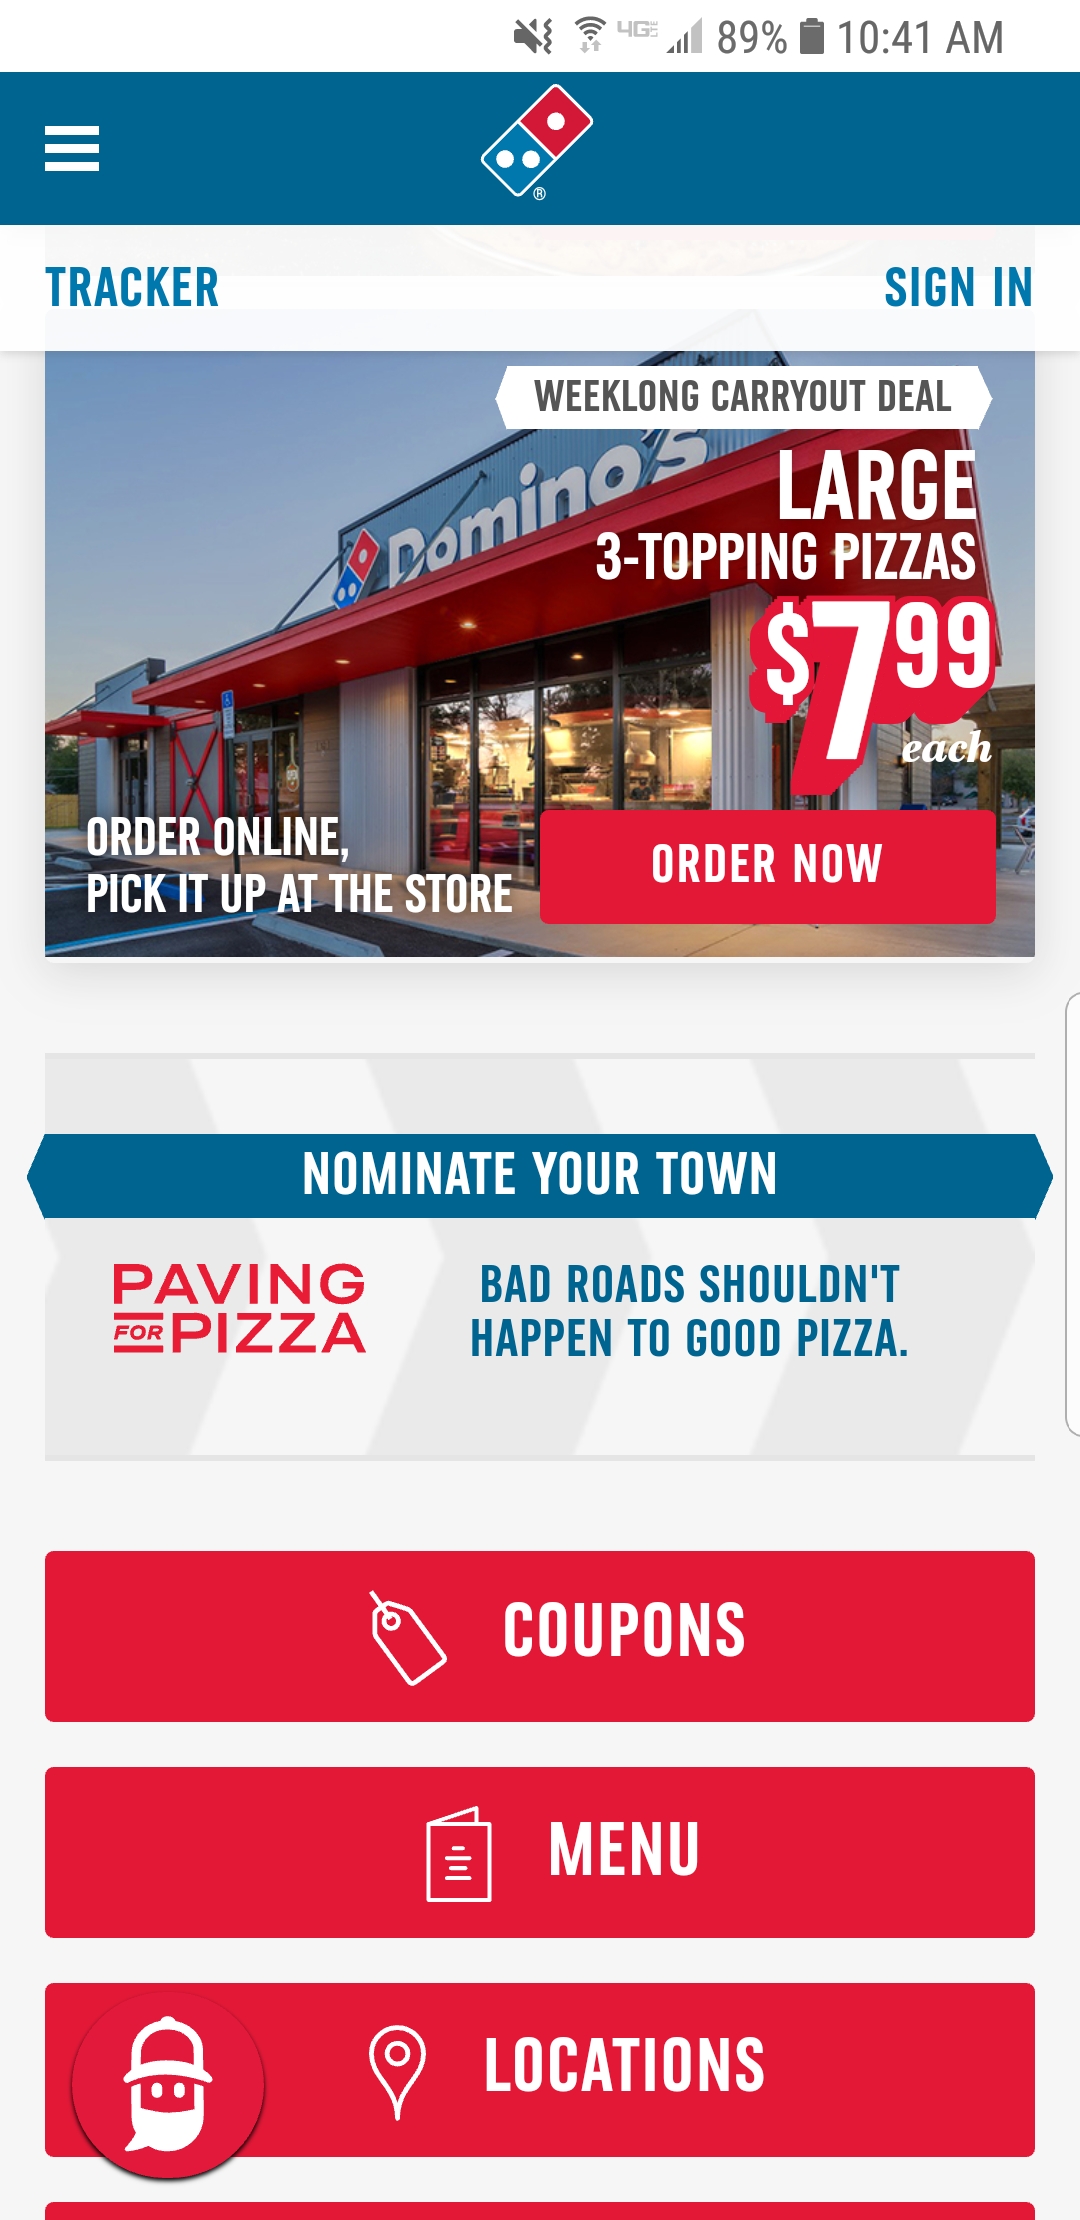 4G LTE 89% 10:41 AM
®
TRACKER
SIGN IN
WEEKLONG CARRYOUT DEAL
Domino's
LARGE
3-TOPPING PIZZAS
$7.99
each
ORDER ONLINE,
PICK IT UP AT THE STORE
ORDER NOW
NOMINATE YOUR TOWN
PAVING
FOR PIZZA
BAD ROADS SHOULDN'T
HAPPEN TO GOOD PIZZA.
COUPONS
MENU
LOCATIONS